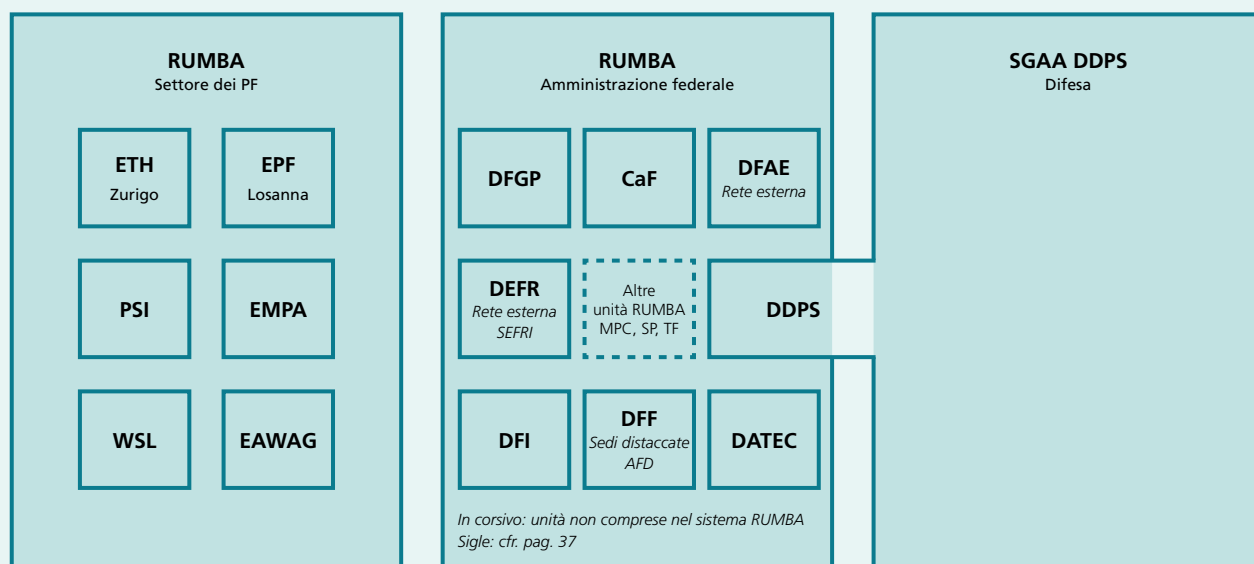 RUMBA
Settore dei PF
ETH
Zurigo
EPF
Losanna
PSI
EMPA
WSL
EAWAG
RUMBA
Amministrazione federale
DFGP
CaF
DFAE
Rete esterna
DEFR
Rete esterna
SEFRI
Altre
unità RUMBA
MPC, SP, TF
DDPS
DFI
DFF
Sedi distaccate
AFD
DATEC
In corsivo: unità non comprese nel sistema RUMBA
Sigle: cfr. pag. 37
SGAA DDPS
Difesa